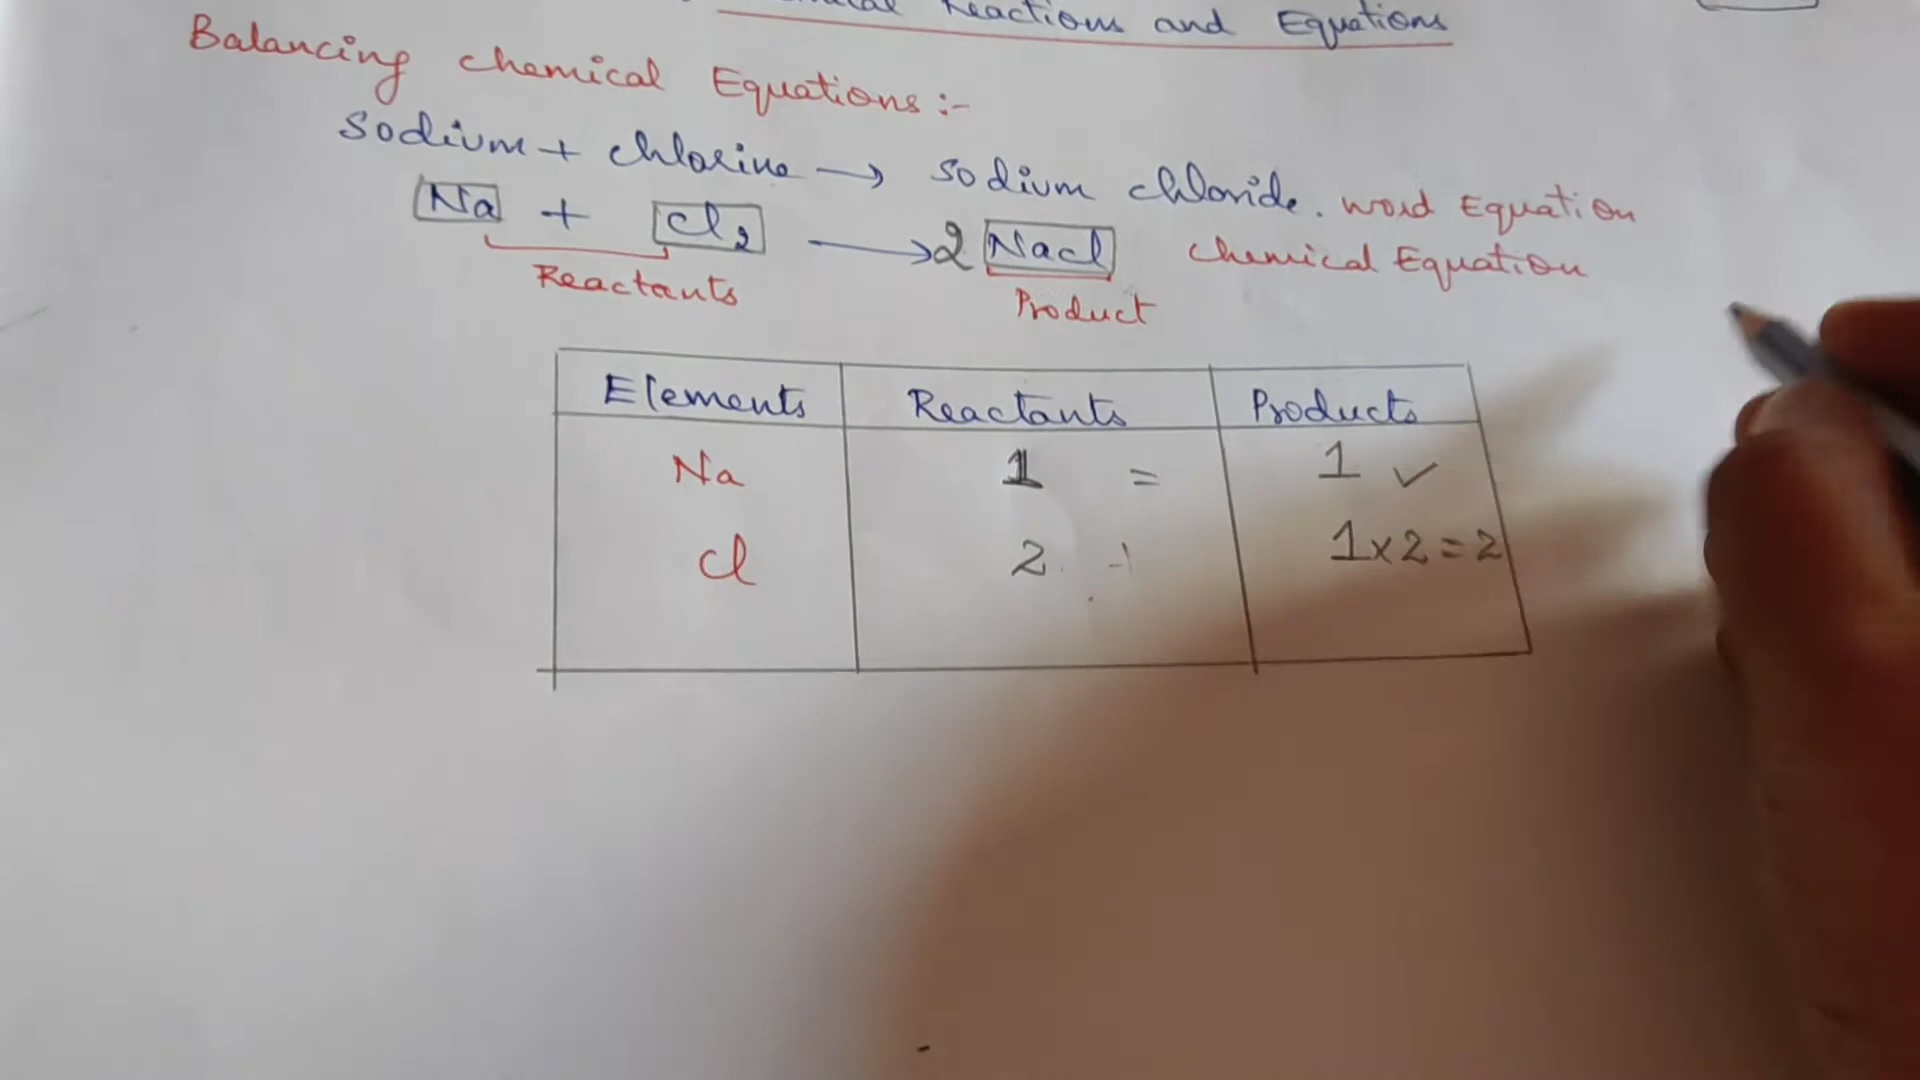 Reactions and Equations
Balancing chemical Equations :-
Sodium + chlorine → sodium chloride. word Equation
Na + Cl2 → 2 Nacl chemical Equation
Reactants Product
Elements Reactants Products
Na 1 = 1 ✓
Cl 2 1x2=2